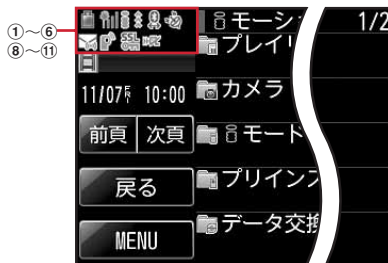 ①～⑥
⑧～⑪
iモーシ 1/2
プレイリ
カメラ
iモード
プリインス
データ交換
11/07 10:00
前頁 次頁
戻る
MENU